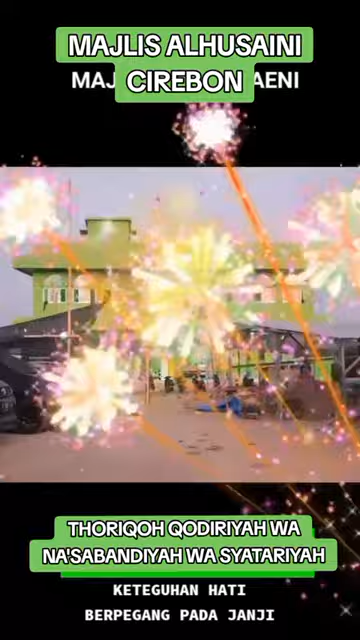 MAJLIS ALHUSAINI
CIREBON
THORIQOH QODIRIYAH WA
NA'SABANDIYAH WA SYATARIYAH
KETEGUHAN HATI
BERPEGANG PADA JANJI